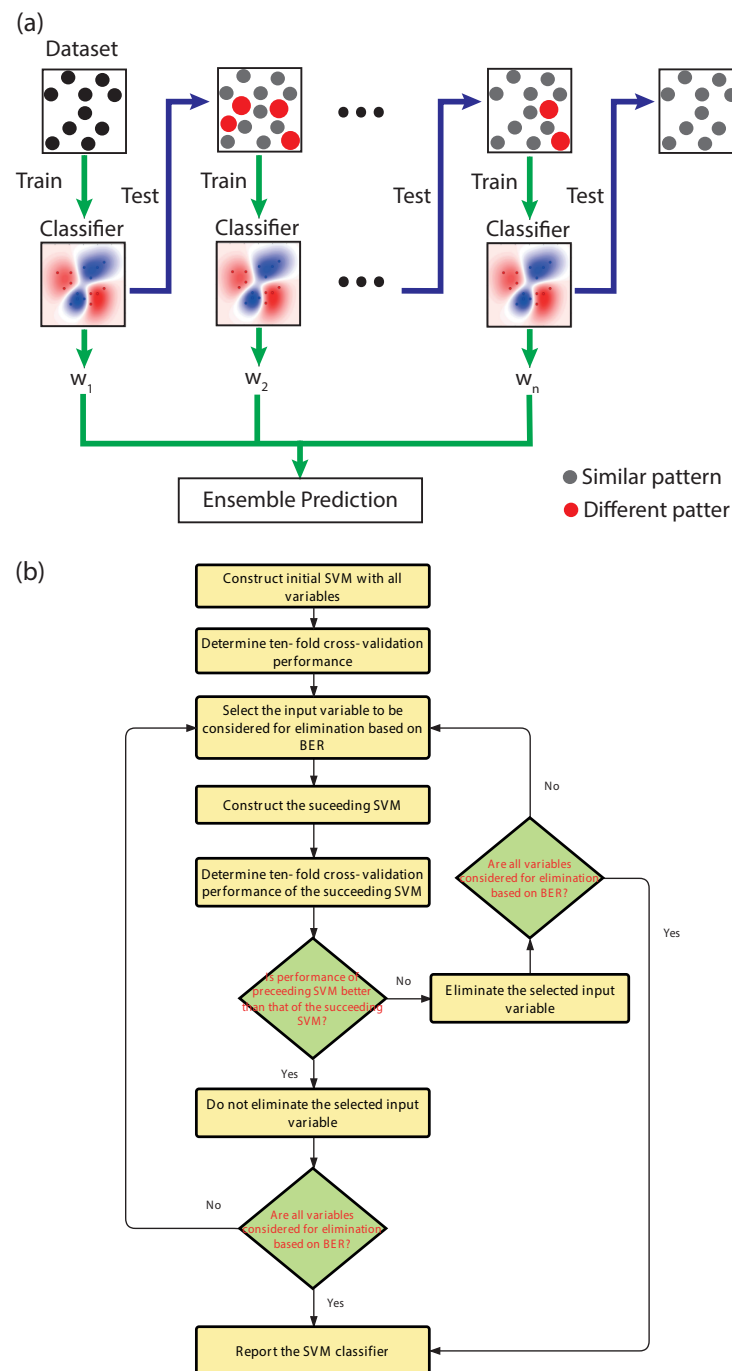 (a)
Dataset
Train
Test
Train
Test
Train
Test
Classifier
Classifier
Classifier
w1
w2
wn
Ensemble Prediction
Similar pattern
Different patter
(b)
Construct initial SVM with all
variables
Determine ten- fold cross- validation
performance
Select the input variable to be
considered for elimination based on
BER
No
Construct the suceeding SVM
Are all variables
considered for elimination
based on BER?
Determine ten- fold cross- validation
performance of the succeeding SVM
Yes
Is performance of
preceeding SVM better
than that of the succeeding
SVM?
No
Eliminate the selected input
variable
Yes
Do not eliminate the selected input
variable
No
Are all variables
considered for elimination
based on BER?
Yes
Report the SVM classifier